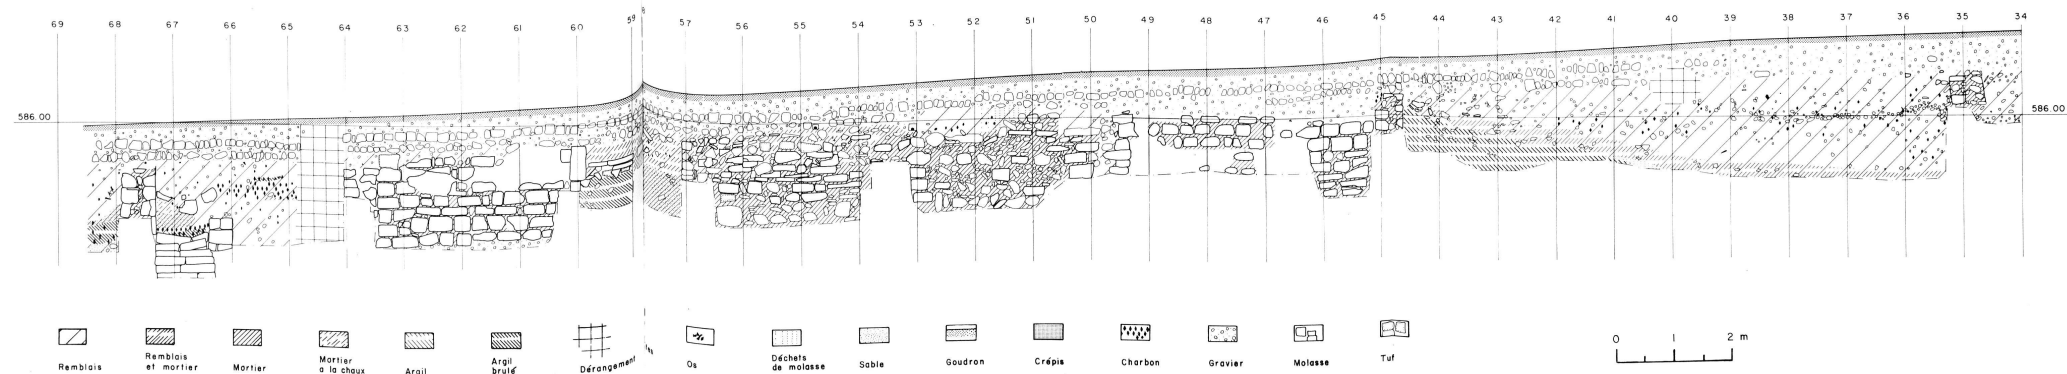 69 68 67 66 65 64 63 62 61 60 59 57 56 55 54 53 52 51 50 49 48 47 46 45 44 43 42 41 40 39 38 37 36 35 34
586.00 586.00
Remblais
Remblais
et mortier
Mortier
Mortier
a la chaux
Argil
Argil
brulé
Dérangement
Os
Déchets
de molasse
Sable
Goudron
Crépis
Charbon
Gravier
Molasse
Tuf
0 1 2 m